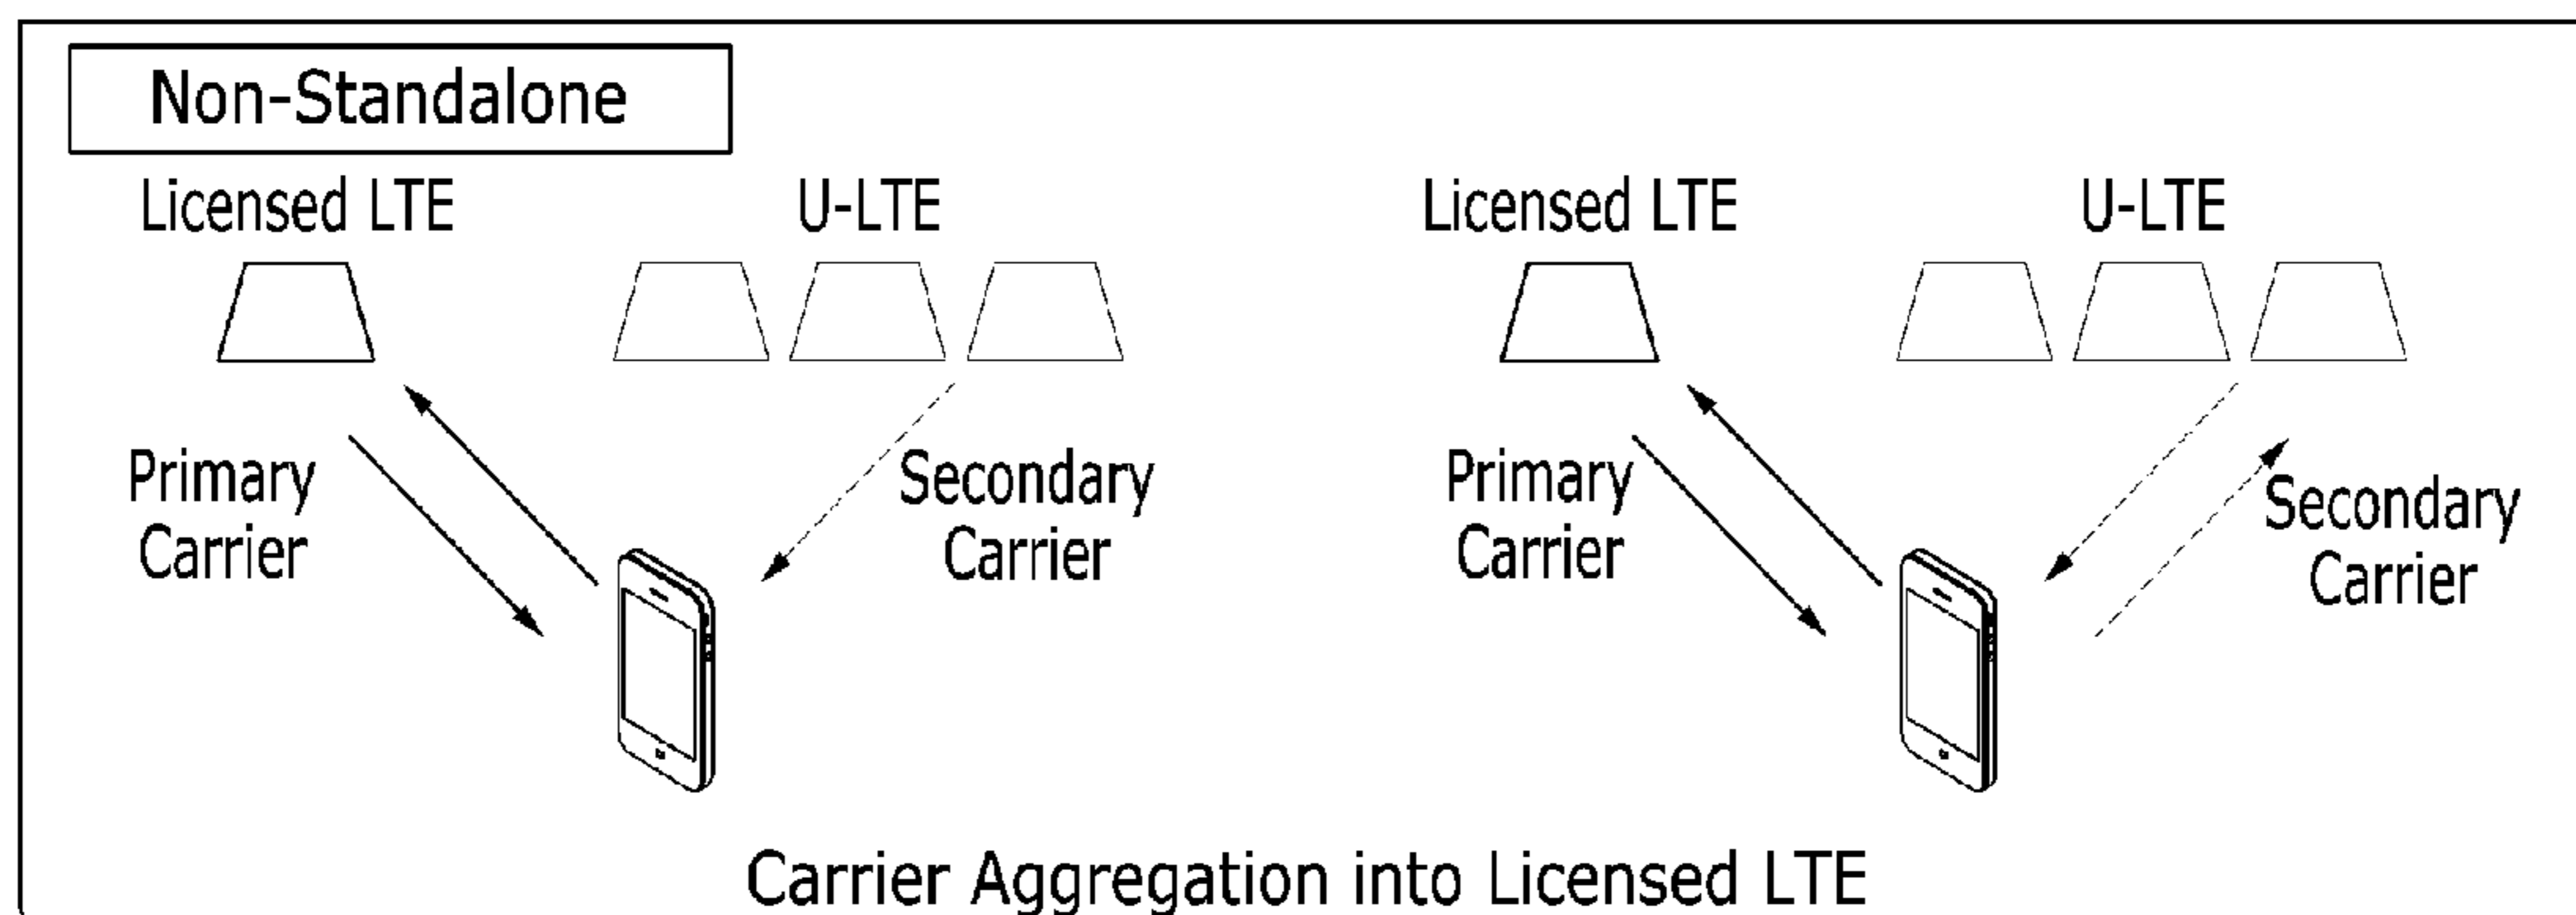 Non-Standalone
Licensed LTE
U-LTE
Primary
Carrier
Secondary
Carrier
Licensed LTE
U-LTE
Primary
Carrier
Secondary
Carrier
Carrier Aggregation into Licensed LTE